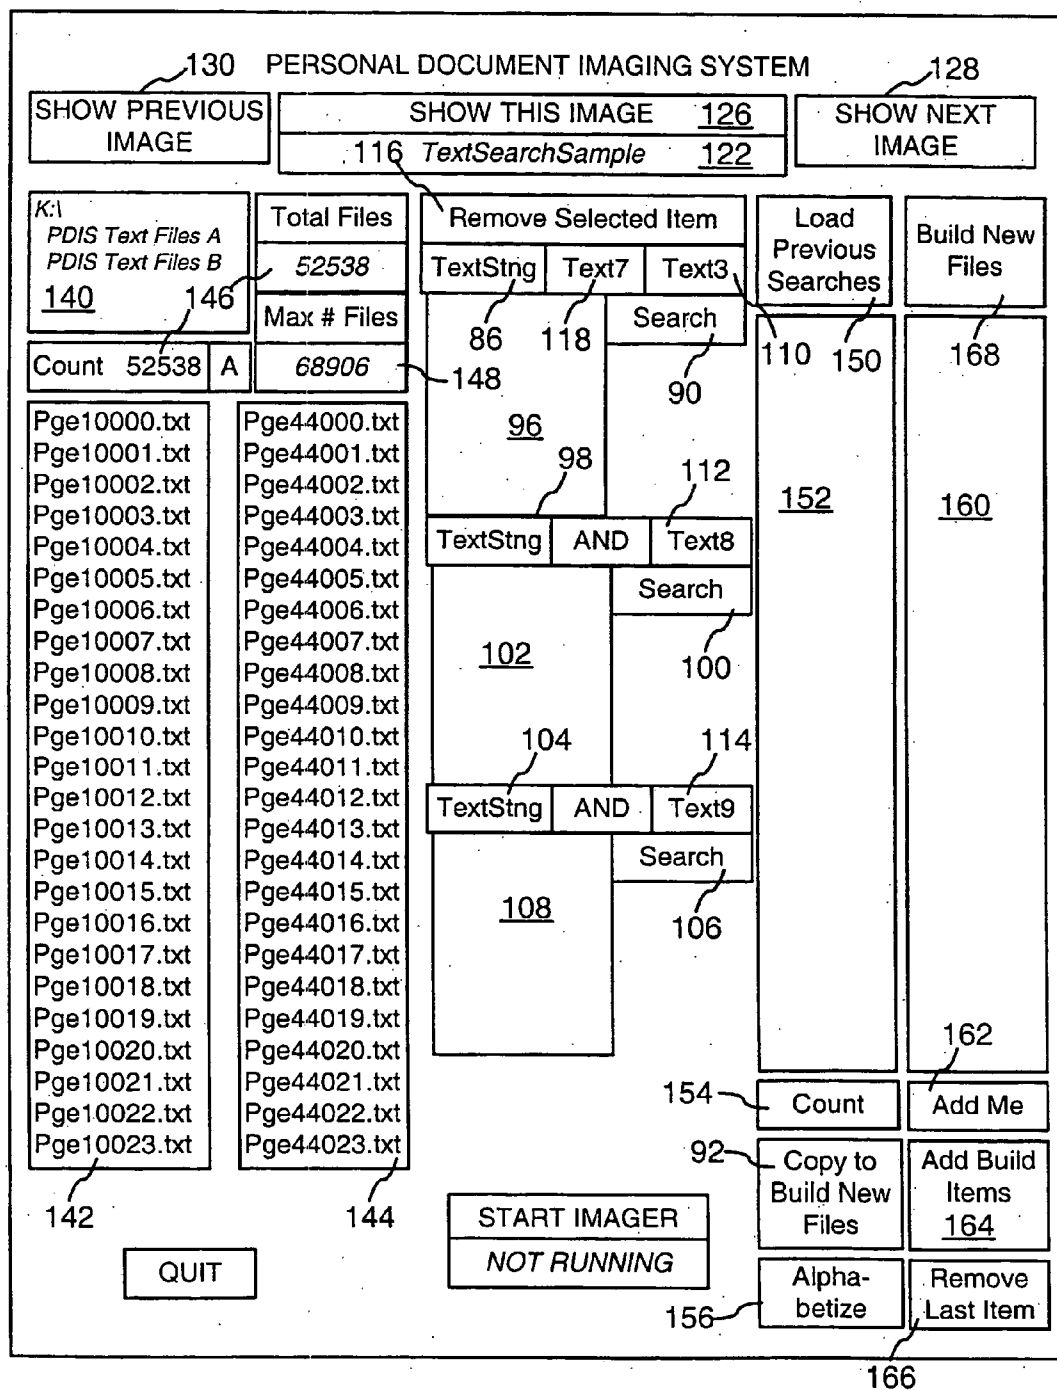 130 PERSONAL DOCUMENT IMAGING SYSTEM 128
SHOW PREVIOUS
IMAGE
SHOW THIS IMAGE 126
116 TextSearchSample 122
SHOW NEXT
IMAGE
K:\
PDIS Text Files A
PDIS Text Files B
140 146
Count 52538 A
Total Files
52538
Max # Files
68906
148
Remove Selected Item
TextStng Text7 Text3
86 118 110
Search
90
96
98 112
TextStng AND Text8
Search
100
102
104 114
TextStng AND Text9
Search
106
108
Load
Previous
Searches
150
152
Build New
Files
168
160
162
Pge10000.txt
Pge10001.txt
Pge10002.txt
Pge10003.txt
Pge10004.txt
Pge10005.txt
Pge10006.txt
Pge10007.txt
Pge10008.txt
Pge10009.txt
Pge10010.txt
Pge10011.txt
Pge10012.txt
Pge10013.txt
Pge10014.txt
Pge10015.txt
Pge10016.txt
Pge10017.txt
Pge10018.txt
Pge10019.txt
Pge10020.txt
Pge10021.txt
Pge10022.txt
Pge10023.txt
142
Pge44000.txt
Pge44001.txt
Pge44002.txt
Pge44003.txt
Pge44004.txt
Pge44005.txt
Pge44006.txt
Pge44007.txt
Pge44008.txt
Pge44009.txt
Pge44010.txt
Pge44011.txt
Pge44012.txt
Pge44013.txt
Pge44014.txt
Pge44015.txt
Pge44016.txt
Pge44017.txt
Pge44018.txt
Pge44019.txt
Pge44020.txt
Pge44021.txt
Pge44022.txt
Pge44023.txt
144
154 Count
Add Me
92 Copy to
Build New
Files
Add Build
Items
164
QUIT
START IMAGER
NOT RUNNING
156 Alpha-
betize
Remove
Last Item
166